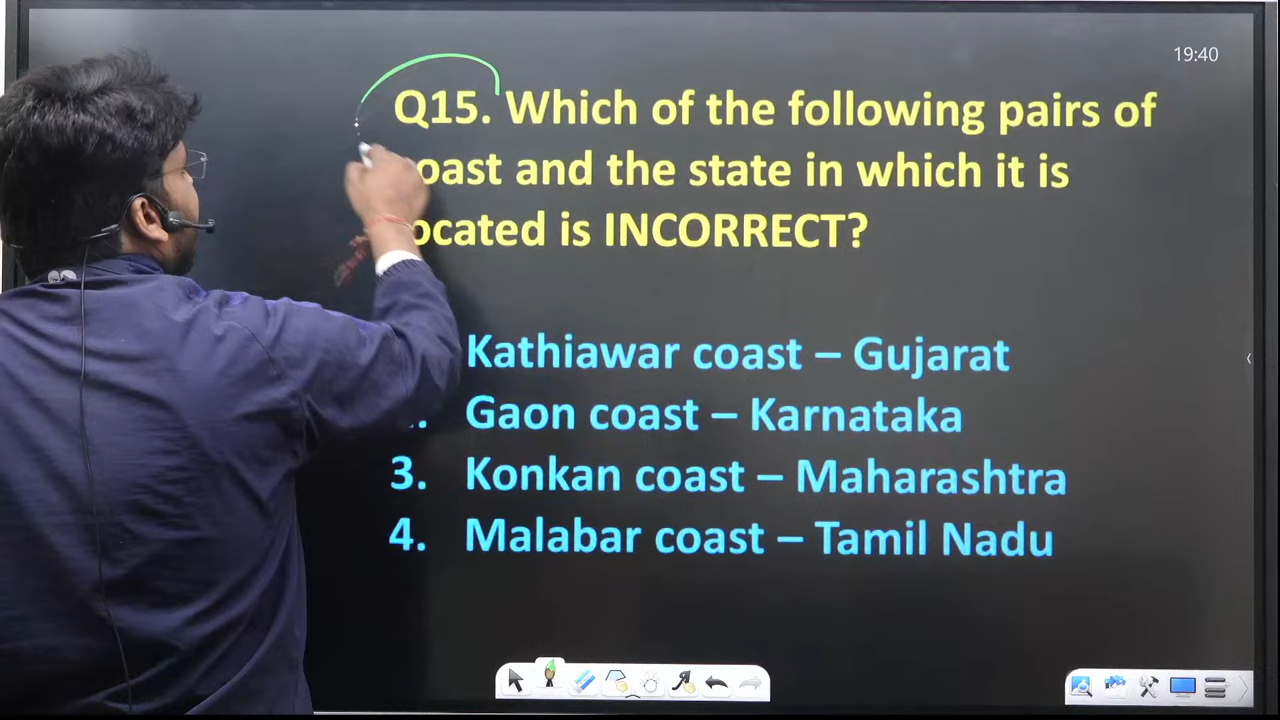 19:40
Q15. Which of the following pairs of
oast and the state in which it is
ocated is INCORRECT?
Kathiawar coast – Gujarat
. Gaon coast – Karnataka
3. Konkan coast – Maharashtra
4. Malabar coast – Tamil Nadu